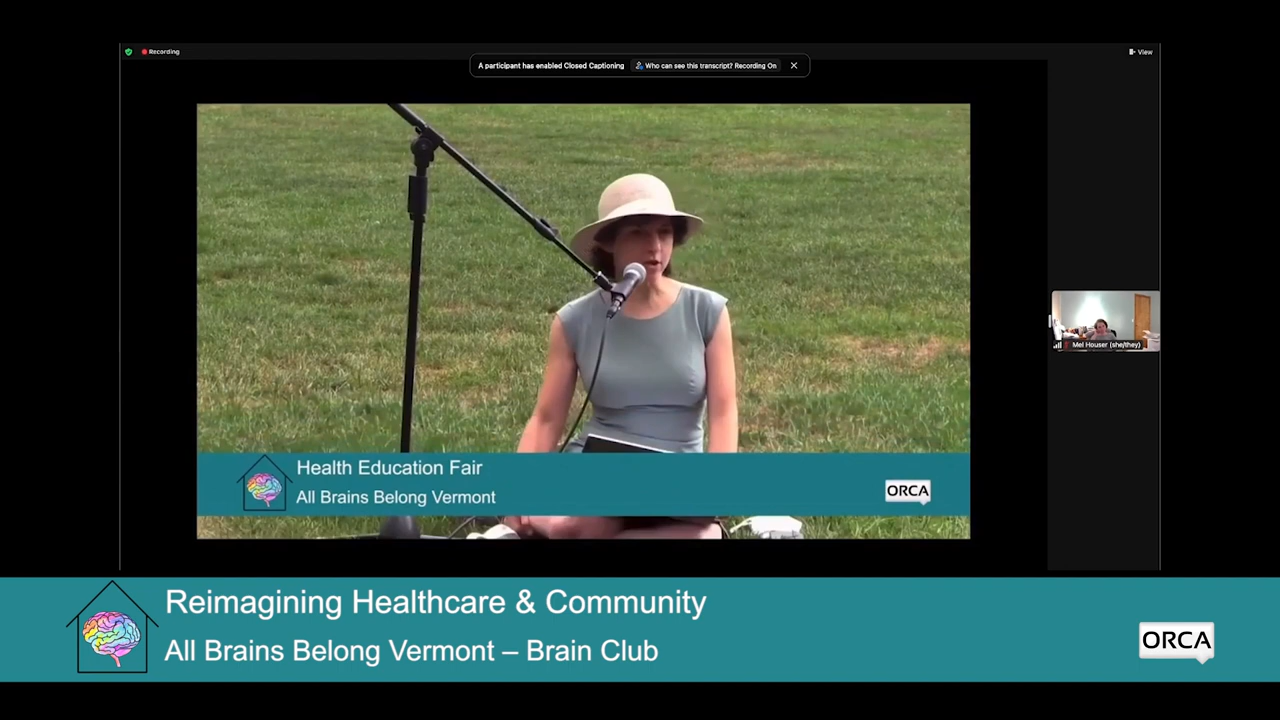 Recording
View
A participant has enabled Closed Captioning
Who can see this transcript? Recording On
Mel Houser (she/they)
Health Education Fair
All Brains Belong Vermont
ORCA
Reimagining Healthcare & Community
All Brains Belong Vermont – Brain Club
ORCA